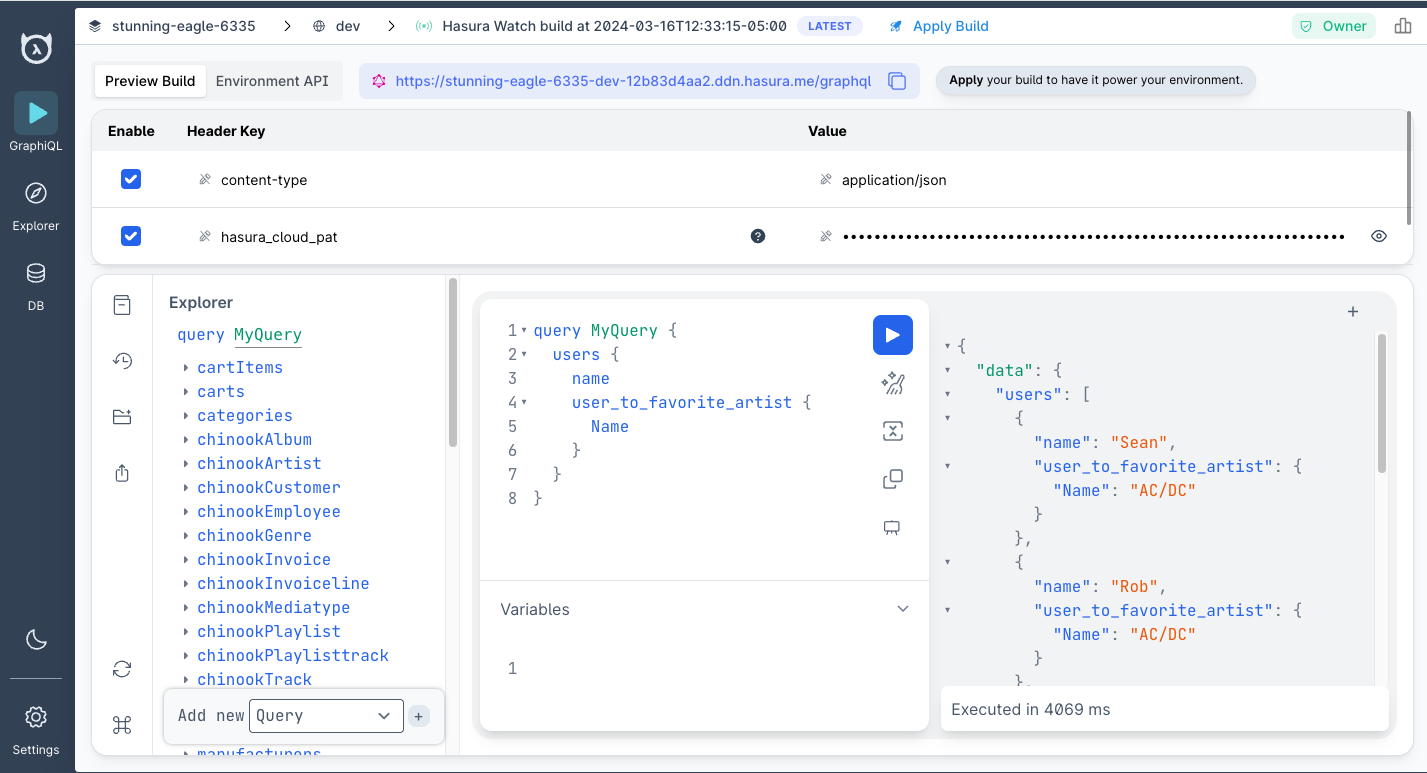 stunning-eagle-6335 dev Hasura Watch build at 2024-03-16T12:33:15-05:00 LATEST Apply Build Owner
Preview Build Environment API https://stunning-eagle-6335-dev-12b83d4aa2.ddn.hasura.me/graphql Apply your build to have it power your environment.
GraphiQL
Explorer
DB
Settings
Enable Header Key Value
content-type application/json
hasura_cloud_pat ••••••••••••••••••••••••••••••••••••••••••••••••••••••••••••••••
Explorer
query MyQuery
cartItems
carts
categories
chinookAlbum
chinookArtist
chinookCustomer
chinookEmployee
chinookGenre
chinookInvoice
chinookInvoiceline
chinookMediatype
chinookPlaylist
chinookPlaylisttrack
chinookTrack
Add new Query +
manufacturers
1 query MyQuery {
2 users {
3 name
4 user_to_favorite_artist {
5 Name
6 }
7 }
8 }
Variables
1
+
{
"data": {
"users": [
{
"name": "Sean",
"user_to_favorite_artist": {
"Name": "AC/DC"
}
},
{
"name": "Rob",
"user_to_favorite_artist": {
"Name": "AC/DC"
}
},
Executed in 4069 ms